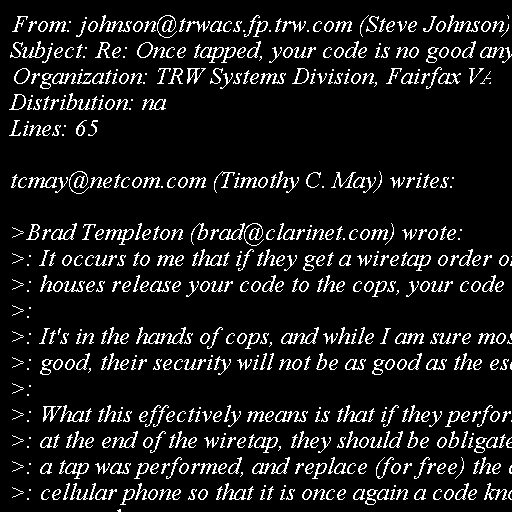 From: johnson@trwacs.fp.trw.com (Steve Johnson)
Subject: Re: Once tapped, your code is no good any
Organization: TRW Systems Division, Fairfax VA
Distribution: na
Lines: 65

tcmay@netcom.com (Timothy C. May) writes:

>Brad Templeton (brad@clarinet.com) wrote:
>: It occurs to me that if they get a wiretap order o
>: houses release your code to the cops, your code
>:
>: It's in the hands of cops, and while I am sure mos
>: good, their security will not be as good as the es
>:
>: What this effectively means is that if they perfor
>: at the end of the wiretap, they should be obligate
>: a tap was performed, and replace (for free) the
>: cellular phone so that it is once again a code kn